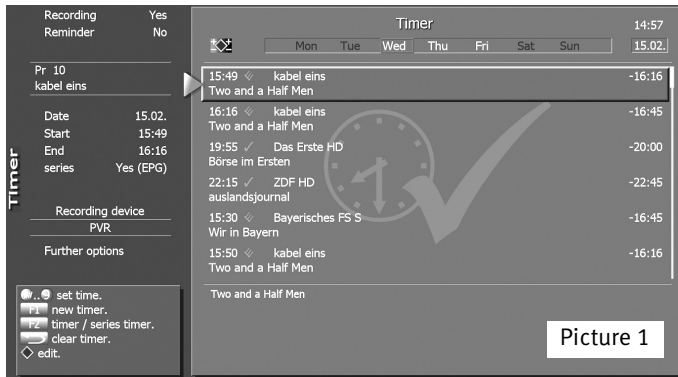 Recording Yes
Reminder No
Pr 10
kabel eins
Date 15.02.
Start 15:49
End 16:16
series Yes (EPG)
Recording device
PVR
Further options
Timer
0..9 set time.
F1 new timer.
F2 timer / series timer.
clear timer.
edit.
Timer 14:57
Mon Tue Wed Thu Fri Sat Sun 15.02.
15:49 kabel eins -16:16
Two and a Half Men
16:16 kabel eins -16:45
Two and a Half Men
19:55 Das Erste HD -20:00
Börse im Ersten
22:15 ZDF HD -22:45
auslandsjournal
15:30 Bayerisches FS S -16:45
Wir in Bayern
15:50 kabel eins -16:16
Two and a Half Men
Two and a Half Men
Picture 1